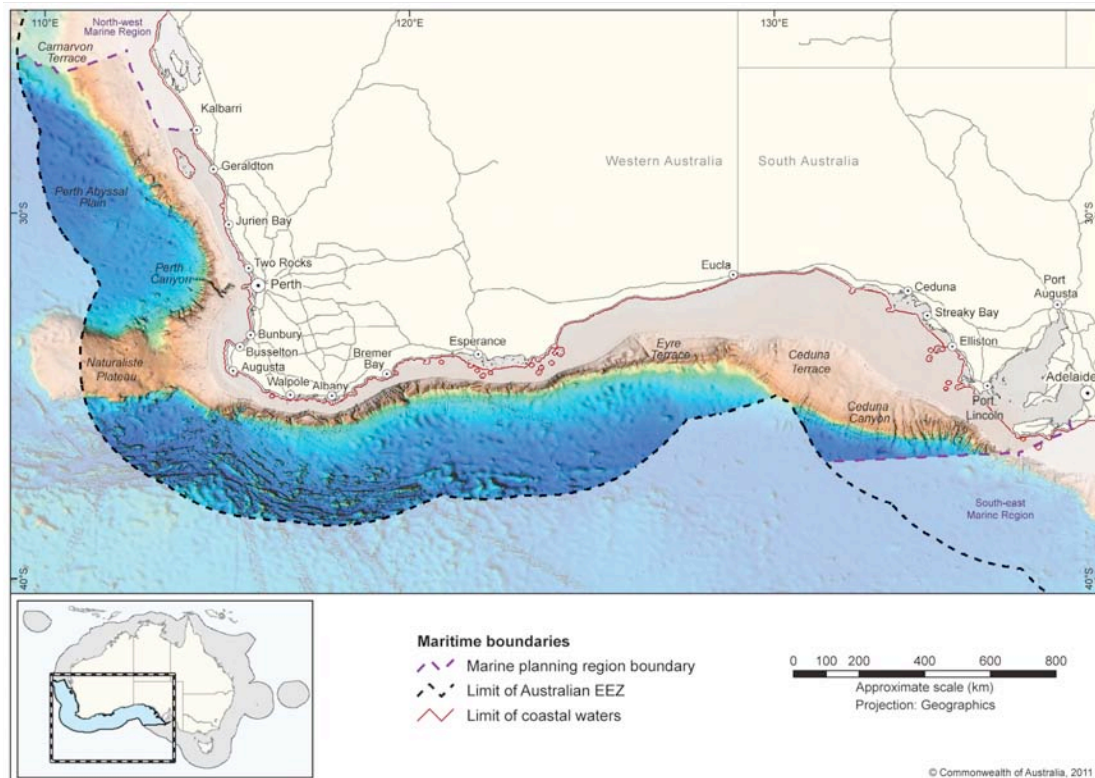 110°E
120°E
130°E
North-west
Marine Region
Carnarvon
Terrace
Kalbarri
Geraldton
Western Australia
South Australia
Perth Abyssal
Plain
30°S
30°S
Jurien Bay
Two Rocks
Perth
Canyon
Perth
Eucla
Ceduna
Port
Augusta
Streaky Bay
Bunbury
Busselton
Naturaliste
Plateau
Augusta
Walpole
Albany
Bremer
Bay
Esperance
Eyre
Terrace
Ceduna
Terrace
Elliston
Adelaide
Port
Lincoln
Ceduna
Canyon
South-east
Marine Region
40°S
40°S
Maritime boundaries
Marine planning region boundary
Limit of Australian EEZ
Limit of coastal waters
0 100 200 400 600 800
Approximate scale (km)
Projection: Geographics
© Commonwealth of Australia, 2011